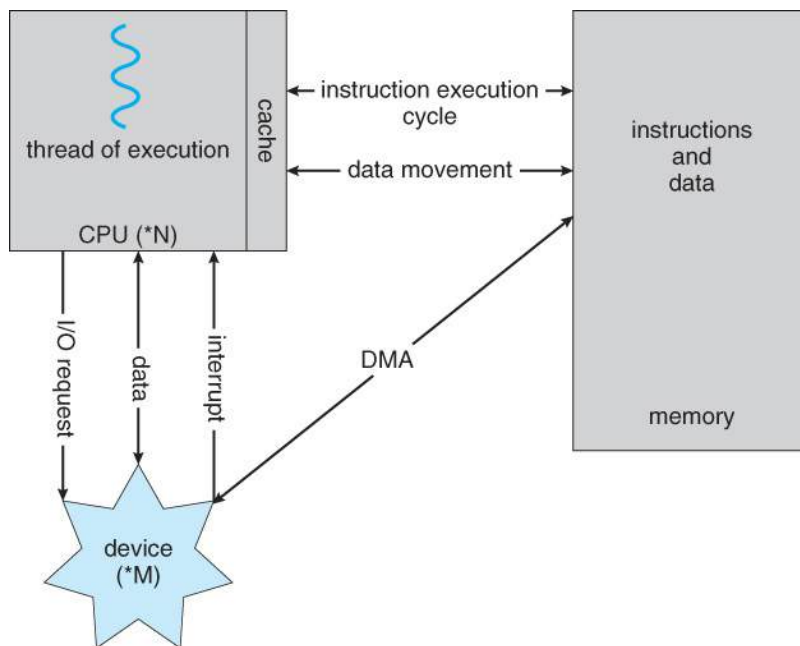 thread of execution
cache
CPU (*N)
instruction execution
cycle
data movement
instructions
and
data
I/O request
data
interrupt
DMA
memory
device
(*M)